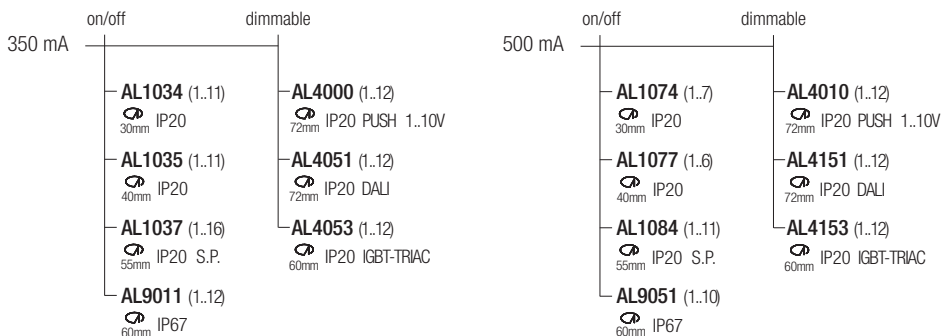 on/off dimmable
350 mA
AL1034 (1..11)
30mm IP20
AL1035 (1..11)
40mm IP20
AL1037 (1..16)
55mm IP20 S.P.
AL9011 (1..12)
60mm IP67
AL4000 (1..12)
72mm IP20 PUSH 1..10V
AL4051 (1..12)
72mm IP20 DALI
AL4053 (1..12)
60mm IP20 IGBT-TRIAC
on/off dimmable
500 mA
AL1074 (1..7)
30mm IP20
AL1077 (1..6)
40mm IP20
AL1084 (1..11)
55mm IP20 S.P.
AL9051 (1..10)
60mm IP67
AL4010 (1..12)
72mm IP20 PUSH 1..10V
AL4151 (1..12)
72mm IP20 DALI
AL4153 (1..12)
60mm IP20 IGBT-TRIAC